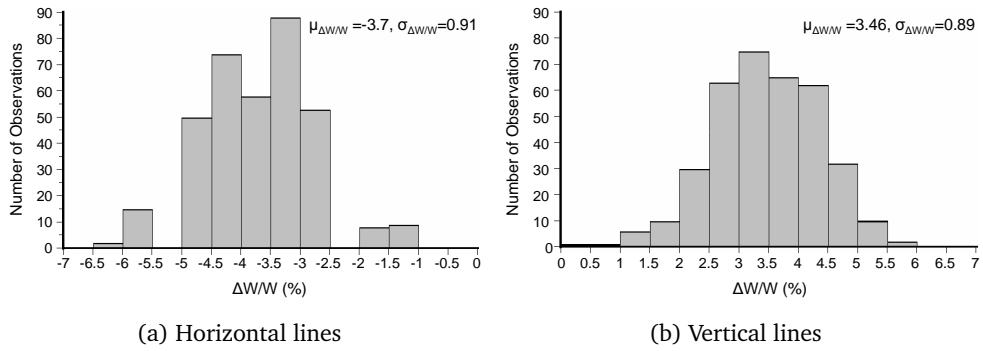 Number of Observations
90
80
70
60
50
40
30
20
10
0
μΔW/W =-3.7, σΔW/W=0.91
-7 -6.5 -6 -5.5 -5 -4.5 -4 -3.5 -3 -2.5 -2 -1.5 -1 -0.5 0
ΔW/W (%)
(a) Horizontal lines
Number of Observations
90
80
70
60
50
40
30
20
10
0
μΔW/W =3.46, σΔW/W=0.89
0 0.5 1 1.5 2 2.5 3 3.5 4 4.5 5 5.5 6 6.5 7
ΔW/W (%)
(b) Vertical lines